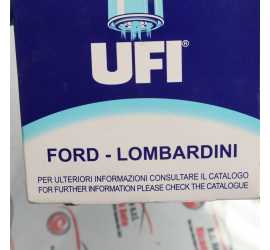 UFI®
FORD - LOMBARDINI
PER ULTERIORI INFORMAZIONI CONSULTARE IL CATALOGO
FOR FURTHER INFORMATION PLEASE CHECK THE CATALOGUE